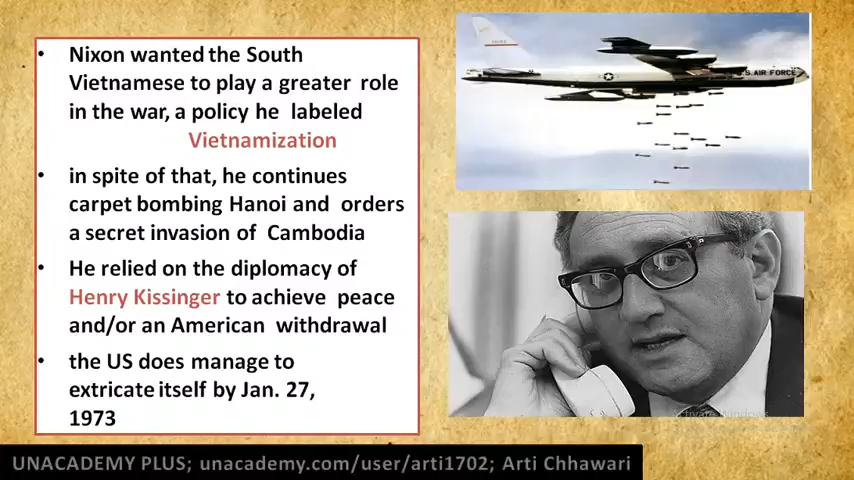 • Nixon wanted the South
Vietnamese to play a greater role
in the war, a policy he labeled
Vietnamization
• in spite of that, he continues
carpet bombing Hanoi and orders
a secret invasion of Cambodia
• He relied on the diplomacy of
Henry Kissinger to achieve peace
and/or an American withdrawal
• the US does manage to
extricate itself by Jan. 27,
1973
U.S. AIR FORCE
Activate Windows
UNACADEMY PLUS; unacademy.com/user/arti1702; Arti Chhawari